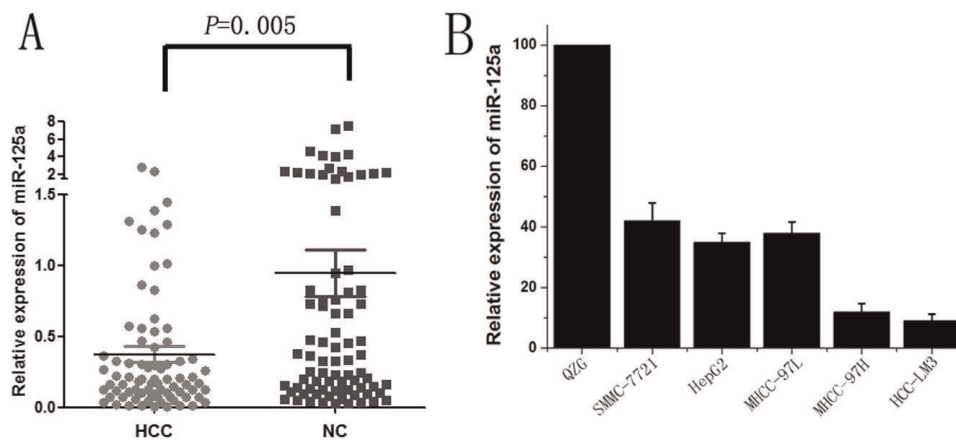 A
P=0.005
Relative expression of miR-125a
8
6
4
2
1.5
1.0
0.5
0.0
HCC
NC
B
Relative expression of miR-125a
100
80
60
40
20
0
QZG
SMMC-7721
HepG2
MHCC-97L
MHCC-97H
HCC-LM3